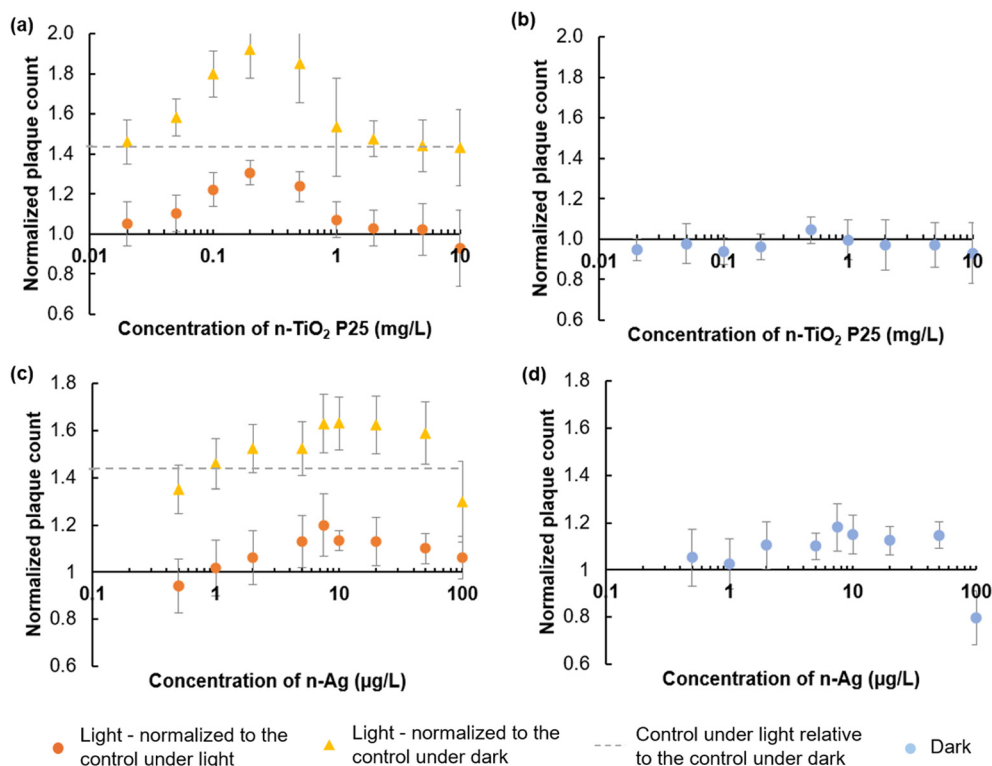 (a)
Normalized plaque count
2.0
1.8
1.6
1.4
1.2
1.0
0.8
0.6
0.01
0.1
1
10
Concentration of n-TiO₂ P25 (mg/L)
(b)
Normalized plaque count
2.0
1.8
1.6
1.4
1.2
1.0
0.8
0.6
0.01
0.1
1
10
Concentration of n-TiO₂ P25 (mg/L)
(c)
Normalized plaque count
1.8
1.6
1.4
1.2
1
0.8
0.6
0.1
1
10
100
Concentration of n-Ag (µg/L)
(d)
Normalized plaque count
1.8
1.6
1.4
1.2
1
0.8
0.6
0.1
1
10
100
Concentration of n-Ag (µg/L)
Light - normalized to the
control under light
Light - normalized to the
control under dark
Control under light relative
to the control under dark
Dark